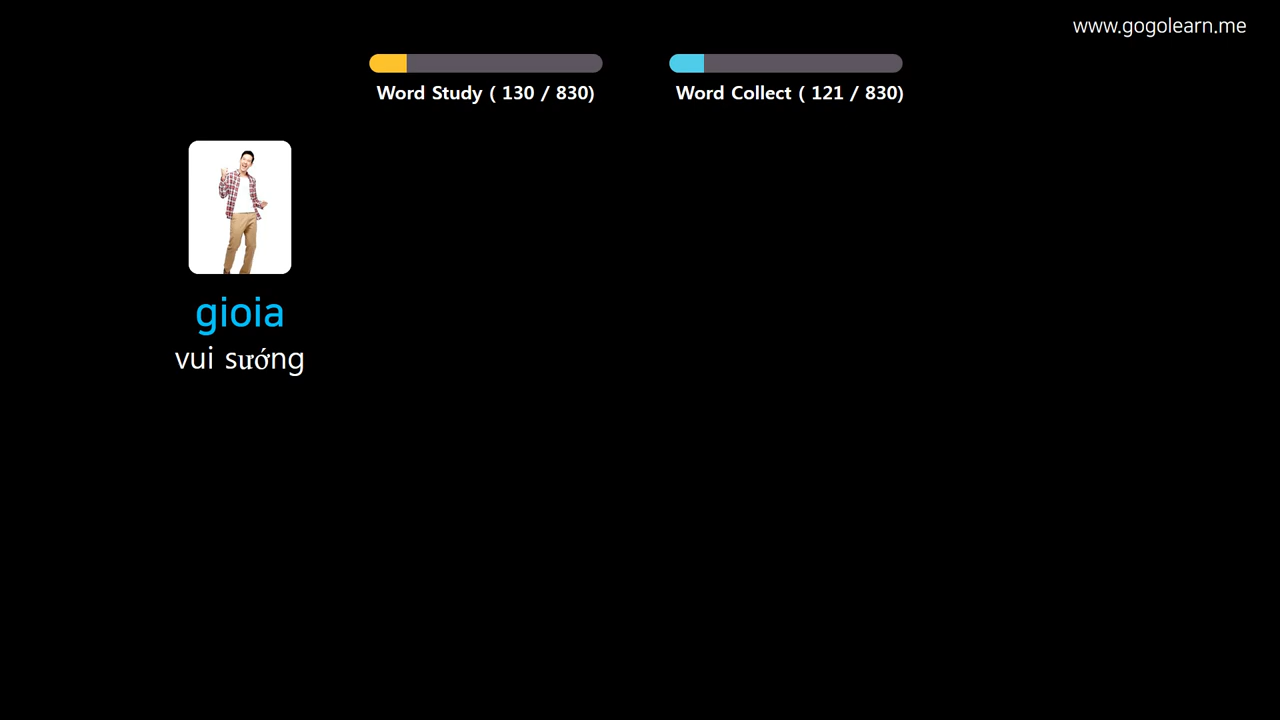 www.gogolearn.me
Word Study ( 130 / 830)
Word Collect ( 121 / 830)
gioia
vui sướng